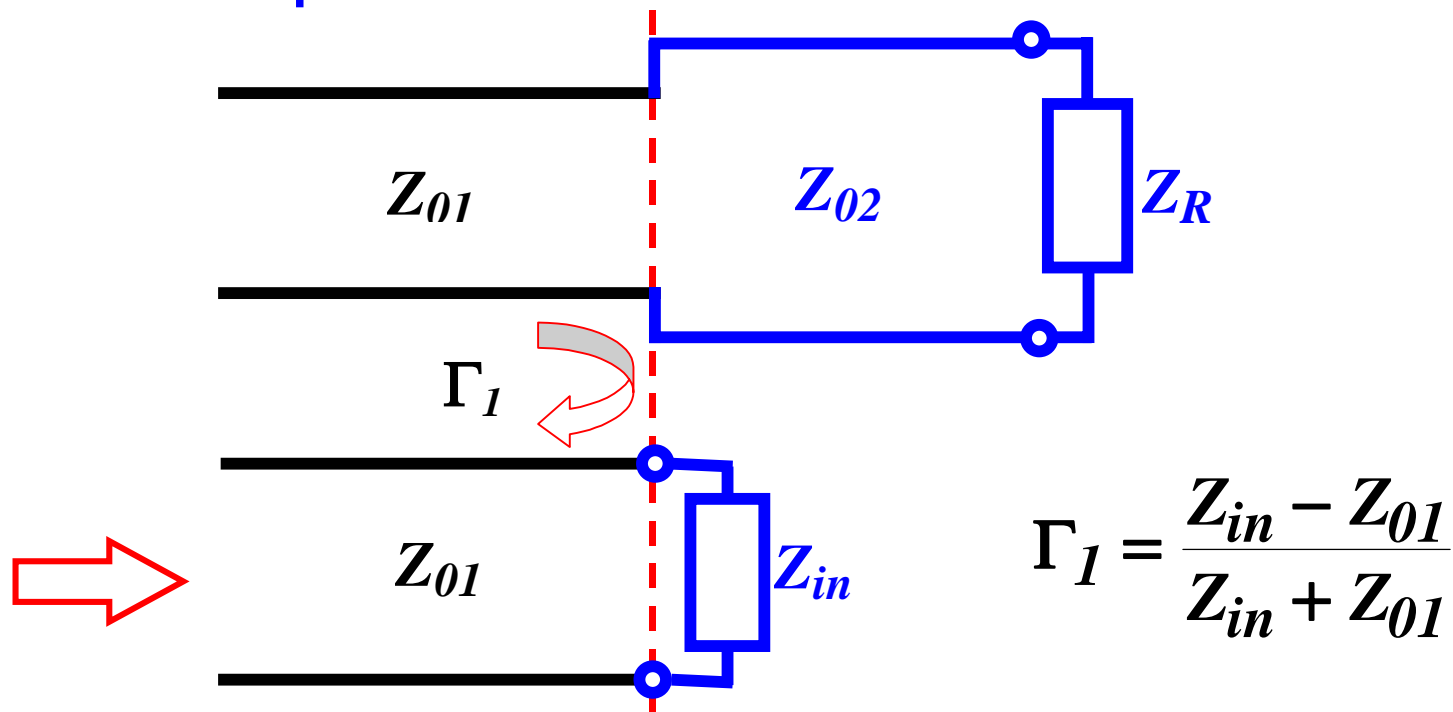 Z01
Z02
ZR
Γ1
Z01
Zin
Γ1 = (Zin − Z01) / (Zin + Z01)